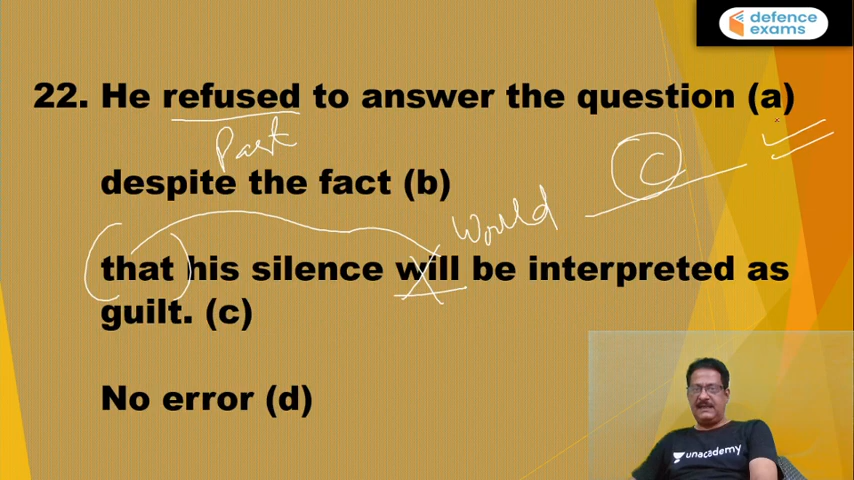 defence
exams
22. He refused to answer the question (a)
Past
despite the fact (b)
C
would
that his silence will be interpreted as
guilt. (c)
No error (d)
unacademy